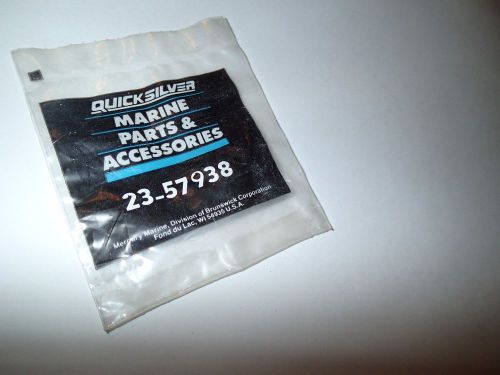 QUICKSILVER
MARINE
PARTS &
ACCESSORIES
23-57938
Mercury Marine, Division of Brunswick Corporation
Fond du Lac, WI 54935 U.S.A.